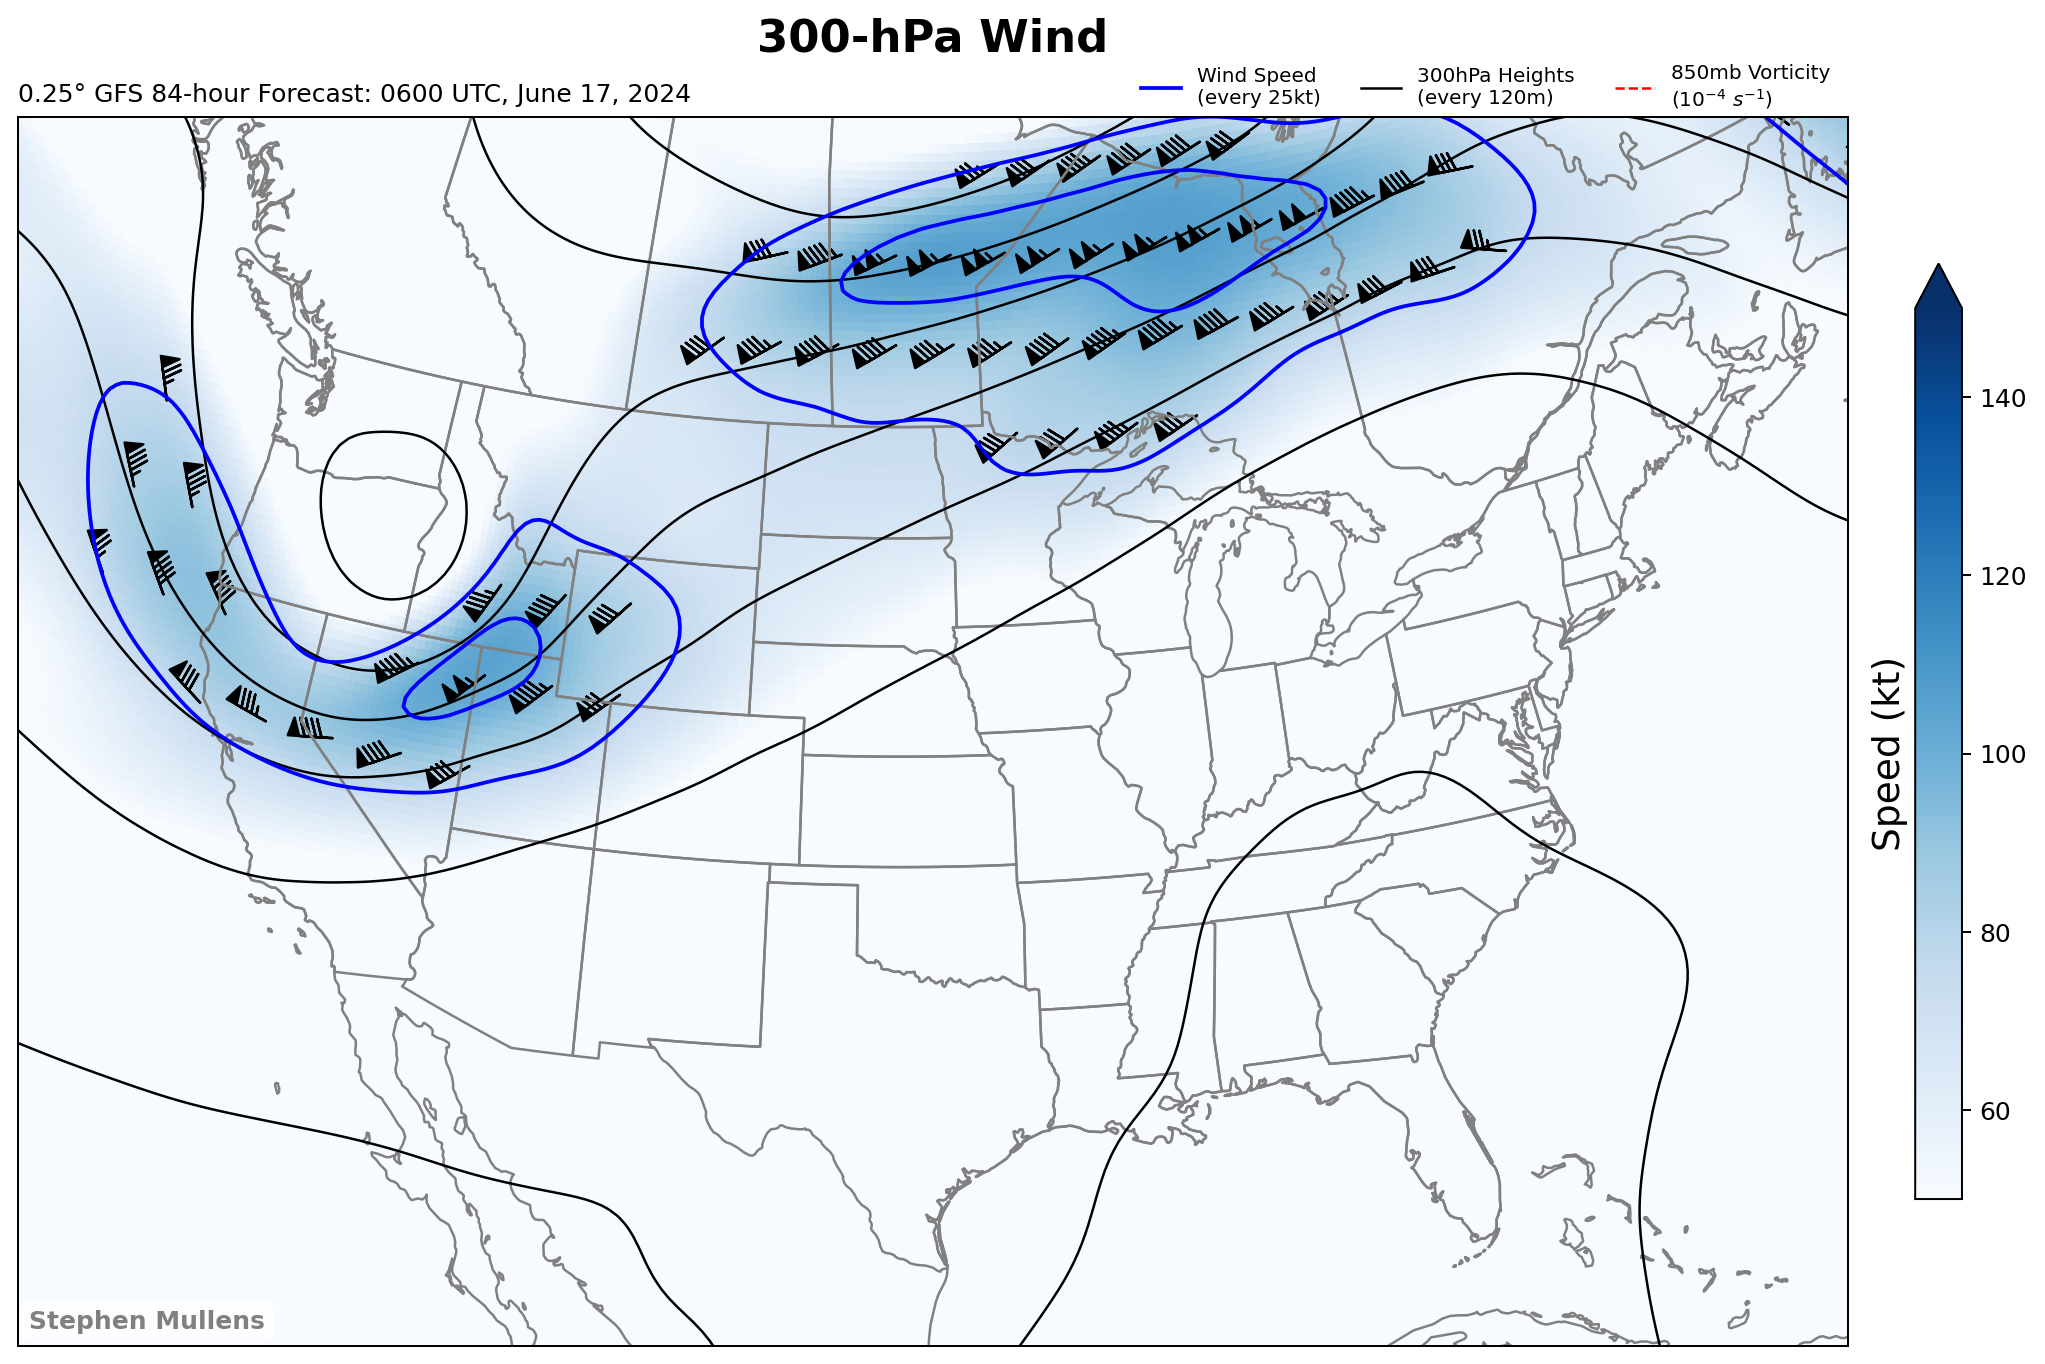 300-hPa Wind
0.25° GFS 84-hour Forecast: 0600 UTC, June 17, 2024
Wind Speed
(every 25kt)
300hPa Heights
(every 120m)
850mb Vorticity
(10⁻⁴ s⁻¹)
140
120
100
80
60
Speed (kt)
Stephen Mullens